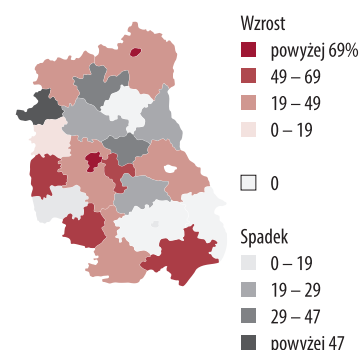 Wzrost
powyżej 69%
49 – 69
19 – 49
0 – 19
0
Spadek
0 – 19
19 – 29
29 – 47
powyżej 47